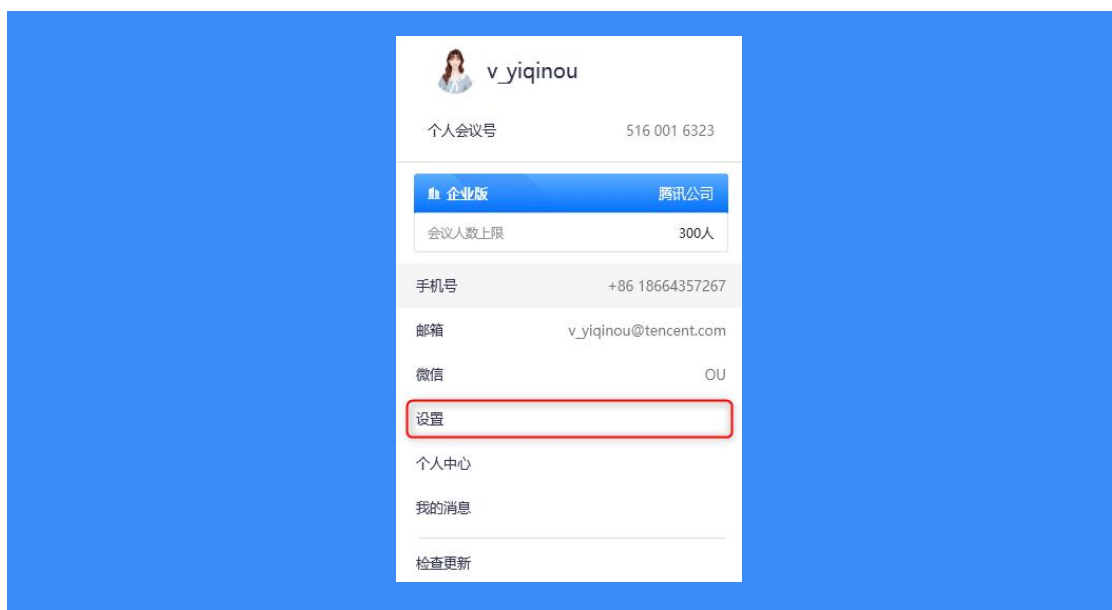 v_yiqinou
个人会议号 516 001 6323
企业版 腾讯公司
会议人数上限 300人
手机号 +86 18664357267
邮箱 v_yiqinou@tencent.com
微信 OU
设置
个人中心
我的消息
检查更新